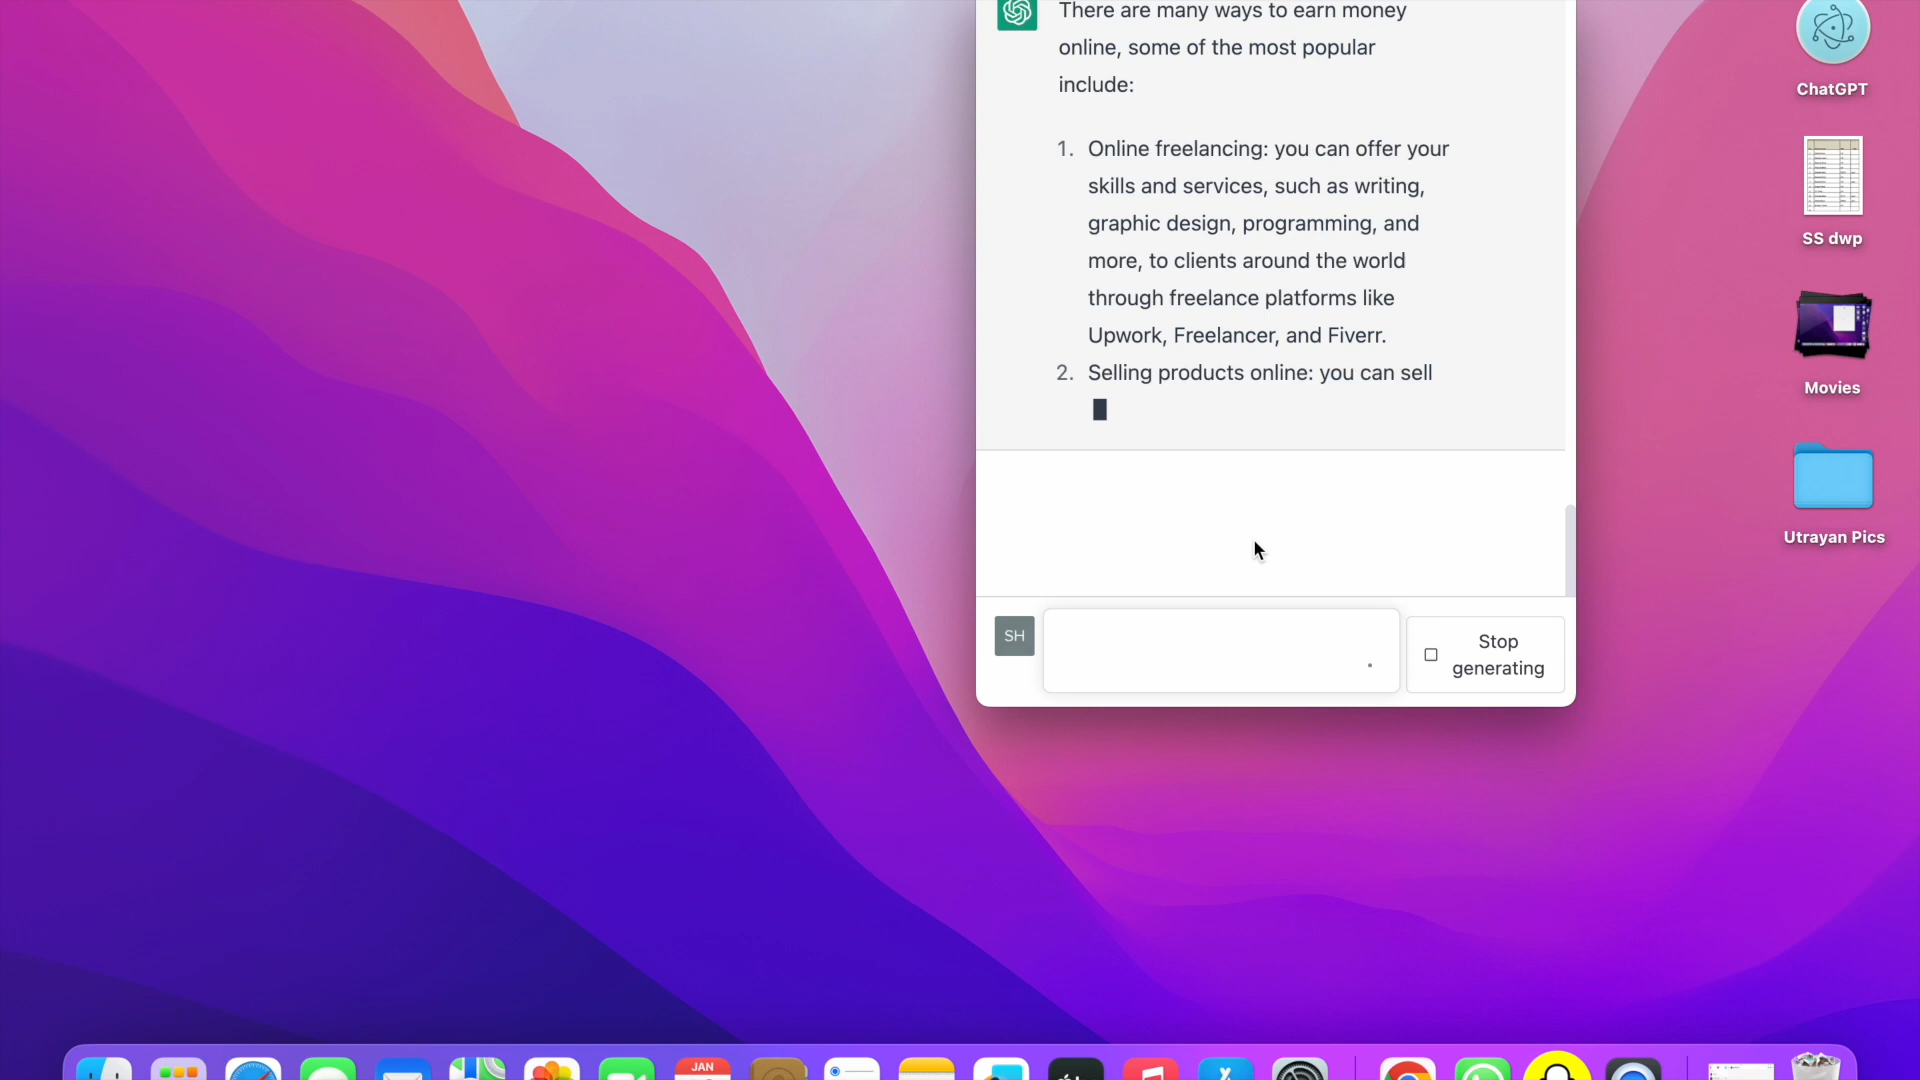 There are many ways to earn money
online, some of the most popular
include:
1. Online freelancing: you can offer your
skills and services, such as writing,
graphic design, programming, and
more, to clients around the world
through freelance platforms like
Upwork, Freelancer, and Fiverr.
2. Selling products online: you can sell
SH
Stop
generating
ChatGPT
SS dwp
Movies
Utrayan Pics
JAN